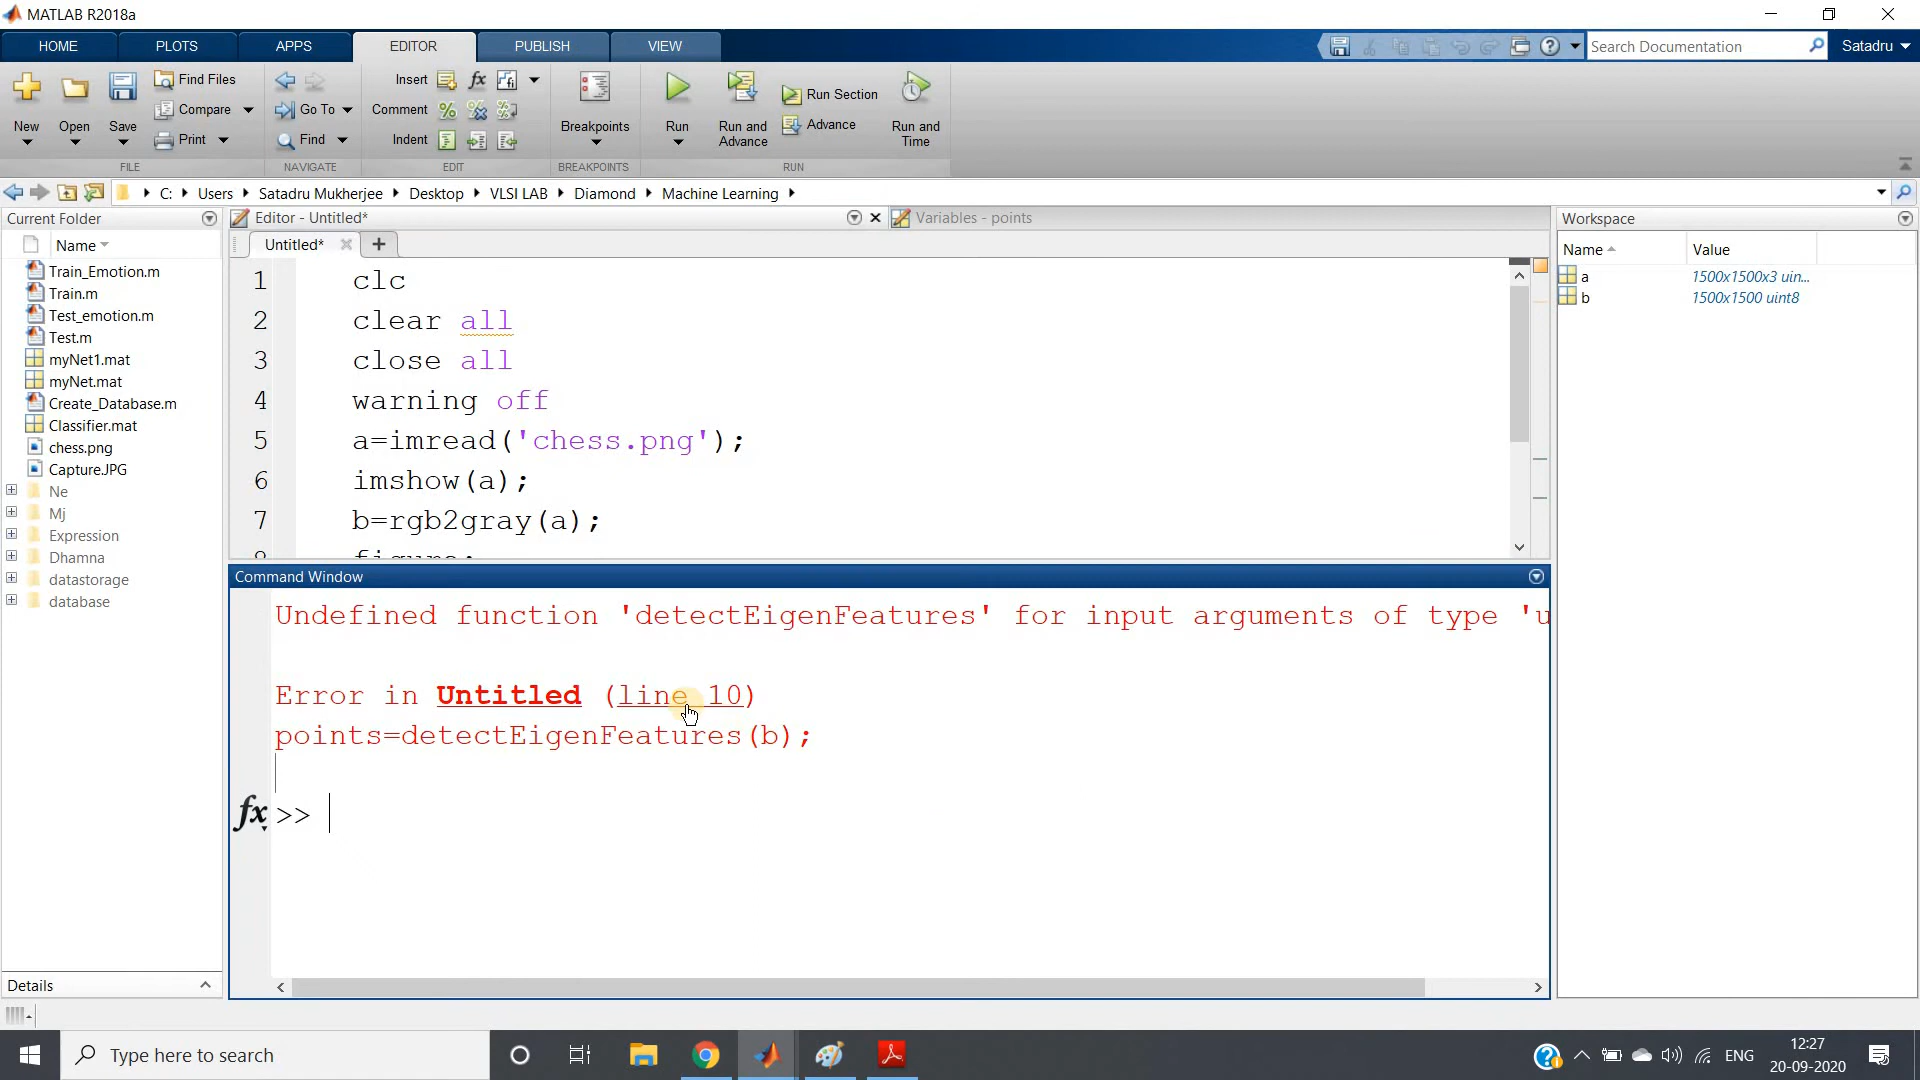 MATLAB R2018a
HOME PLOTS APPS EDITOR PUBLISH VIEW
Search Documentation
Satadru
New
Open
Save
Find Files
Compare
Print
FILE
Go To
Find
NAVIGATE
Insert
Comment
Indent
EDIT
Breakpoints
BREAKPOINTS
Run
Run and
Advance
Run Section
Advance
Run and
Time
RUN
C: Users Satadru Mukherjee Desktop VLSI LAB Diamond Machine Learning
Current Folder
Name
Train_Emotion.m
Train.m
Test_emotion.m
Test.m
myNet1.mat
myNet.mat
Create_Database.m
Classifier.mat
chess.png
Capture.JPG
Ne
Mj
Expression
Dhamna
datastorage
database
Details
Editor - Untitled*
Variables - points
Untitled*
1 clc
2 clear all
3 close all
4 warning off
5 a=imread('chess.png');
6 imshow(a);
7 b=rgb2gray(a);
Command Window
Undefined function 'detectEigenFeatures' for input arguments of type 'u
Error in Untitled (line 10)
points=detectEigenFeatures(b);
fx >>
Workspace
Name Value
a 1500x1500x3 uin...
b 1500x1500 uint8
Type here to search
ENG
12:27
20-09-2020